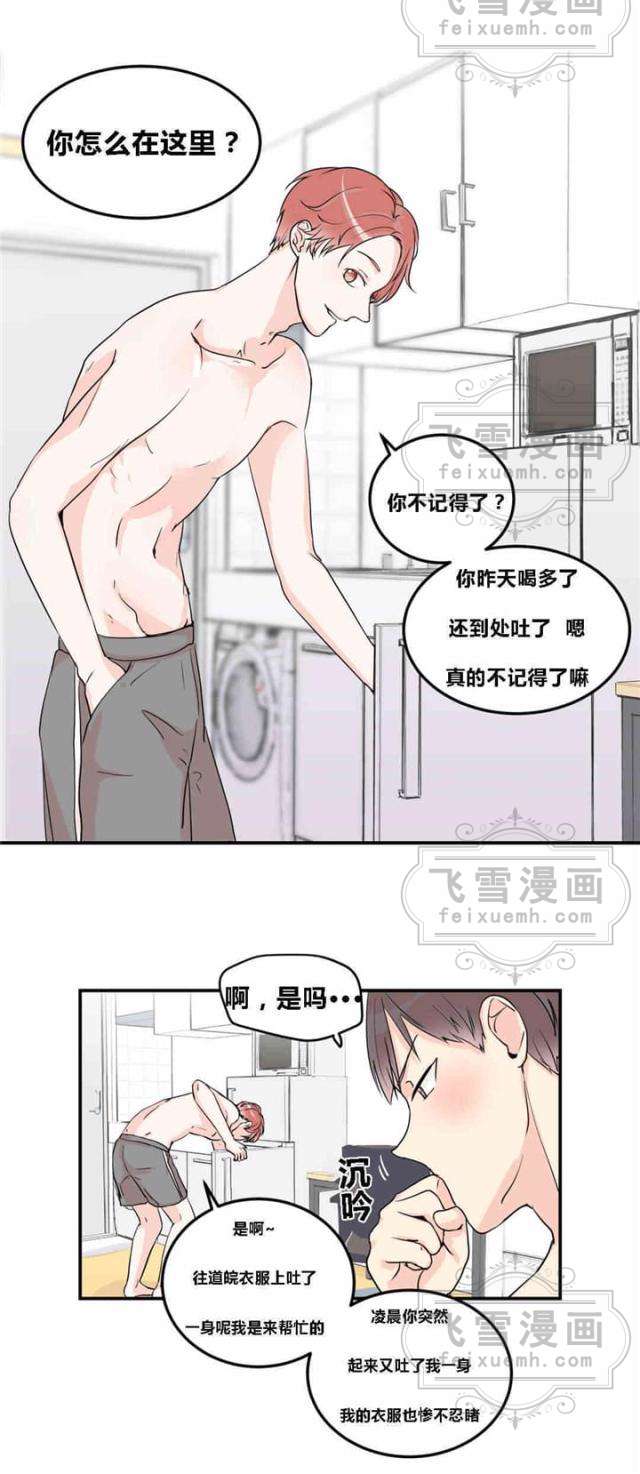 飞雪漫画
feixuemh.com
你怎么在这里？
飞雪漫画
feixuemh.com
你不记得了？
你昨天喝多了
还到处吐了 嗯
真的不记得了嘛
飞雪漫画
feixuemh.com
啊，是吗•••
沉吟
是啊~
往道皖衣服上吐了
一身呢我是来帮忙的
飞雪漫画
feixuemh.com
凌晨你突然
起来又吐了我一身
我的衣服也惨不忍睹